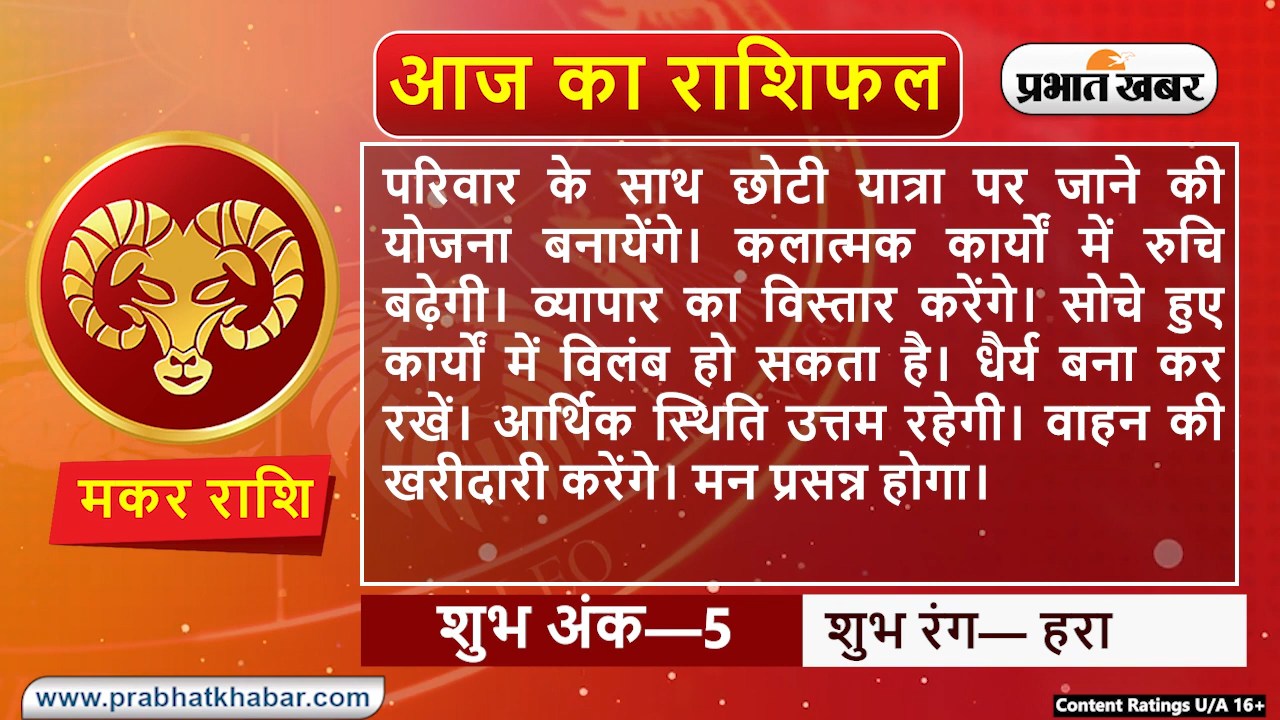 आज का राशिफल
प्रभात खबर
परिवार के साथ छोटी यात्रा पर जाने की
योजना बनायेंगे। कलात्मक कार्यों में रुचि
बढ़ेगी। व्यापार का विस्तार करेंगे। सोचे हुए
कार्यों में विलंब हो सकता है। धैर्य बना कर
रखें। आर्थिक स्थिति उत्तम रहेगी। वाहन की
खरीदारी करेंगे। मन प्रसन्न होगा।
मकर राशि
LEO
शुभ अंक—5
शुभ रंग— हरा
www.prabhatkhabar.com
Content Ratings U/A 16+